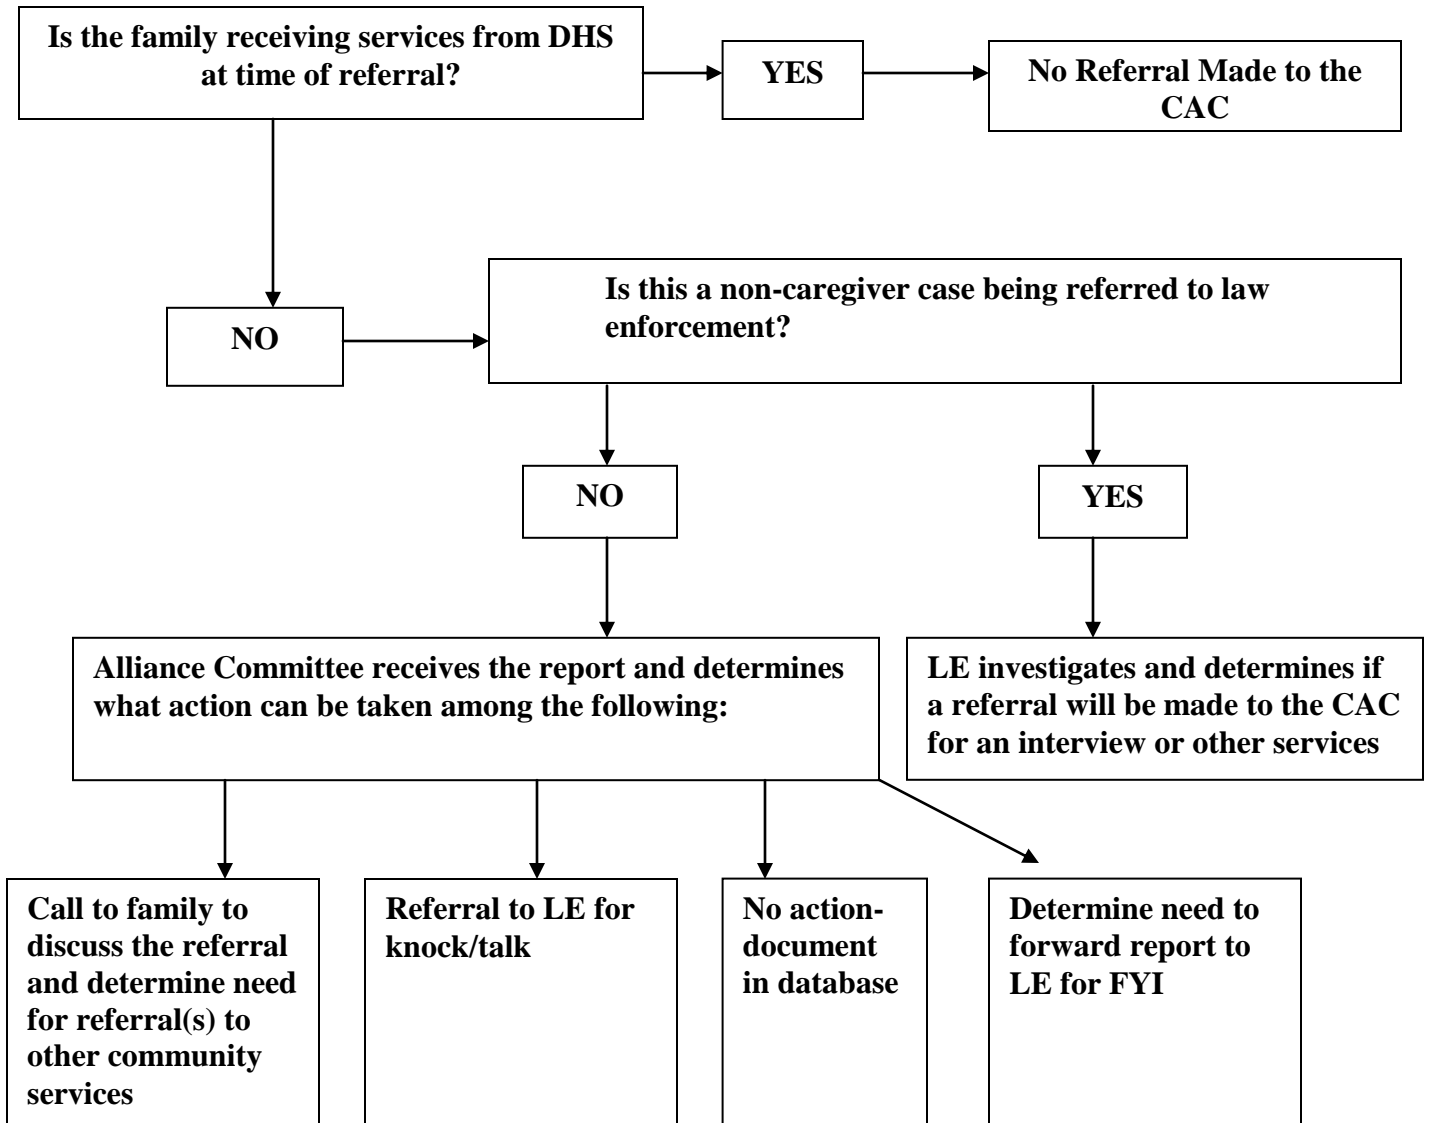 Is the family receiving services from DHS
at time of referral?
YES
No Referral Made to the
CAC
NO
Is this a non-caregiver case being referred to law
enforcement?
NO
YES
Alliance Committee receives the report and determines
what action can be taken among the following:
LE investigates and determines if
a referral will be made to the CAC
for an interview or other services
Call to family to
discuss the referral
and determine need
for referral(s) to
other community
services
Referral to LE for
knock/talk
No action-
document
in database
Determine need to
forward report to
LE for FYI